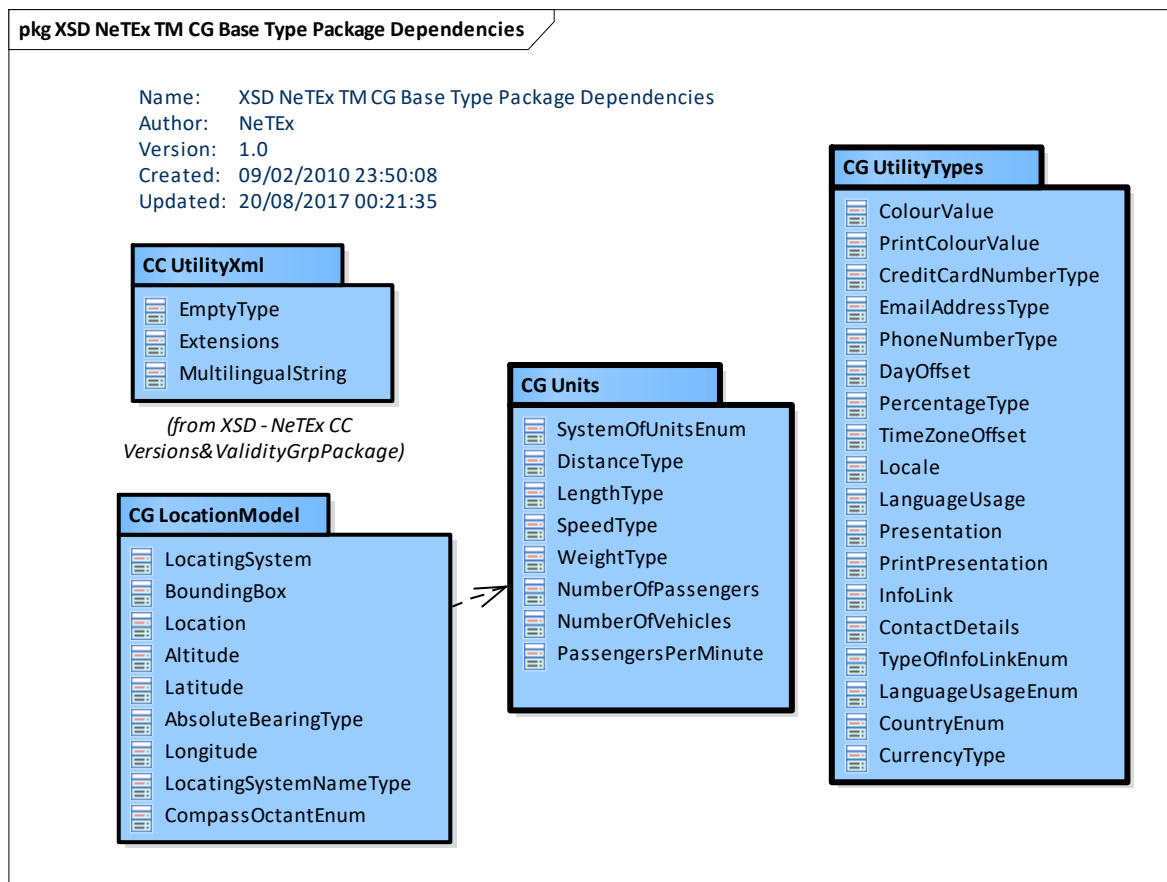 pkg XSD NeTEx TM CG Base Type Package Dependencies
Name: XSD NeTEx TM CG Base Type Package Dependencies
Author: NeTEx
Version: 1.0
Created: 09/02/2010 23:50:08
Updated: 20/08/2017 00:21:35
CC UtilityXml
EmptyType
Extensions
MultilingualString
(from XSD - NeTEx CC
Versions&ValidityGrpPackage)
CG LocationModel
LocatingSystem
BoundingBox
Location
Altitude
Latitude
AbsoluteBearingType
Longitude
LocatingSystemNameType
CompassOctantEnum
CG Units
SystemOfUnitsEnum
DistanceType
LengthType
SpeedType
WeightType
NumberOfPassengers
NumberOfVehicles
PassengersPerMinute
CG UtilityTypes
ColourValue
PrintColourValue
CreditCardNumberType
EmailAddressType
PhoneNumberType
DayOffset
PercentageType
TimeZoneOffset
Locale
LanguageUsage
Presentation
PrintPresentation
InfoLink
ContactDetails
TypeOfInfoLinkEnum
LanguageUsageEnum
CountryEnum
CurrencyType